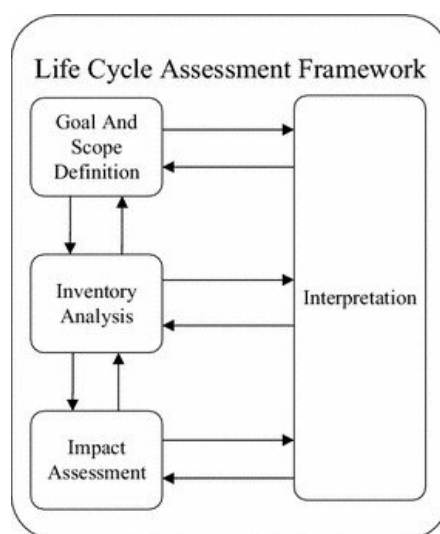 Life Cycle Assessment Framework
Goal And
Scope
Definition
Inventory
Analysis
Interpretation
Impact
Assessment